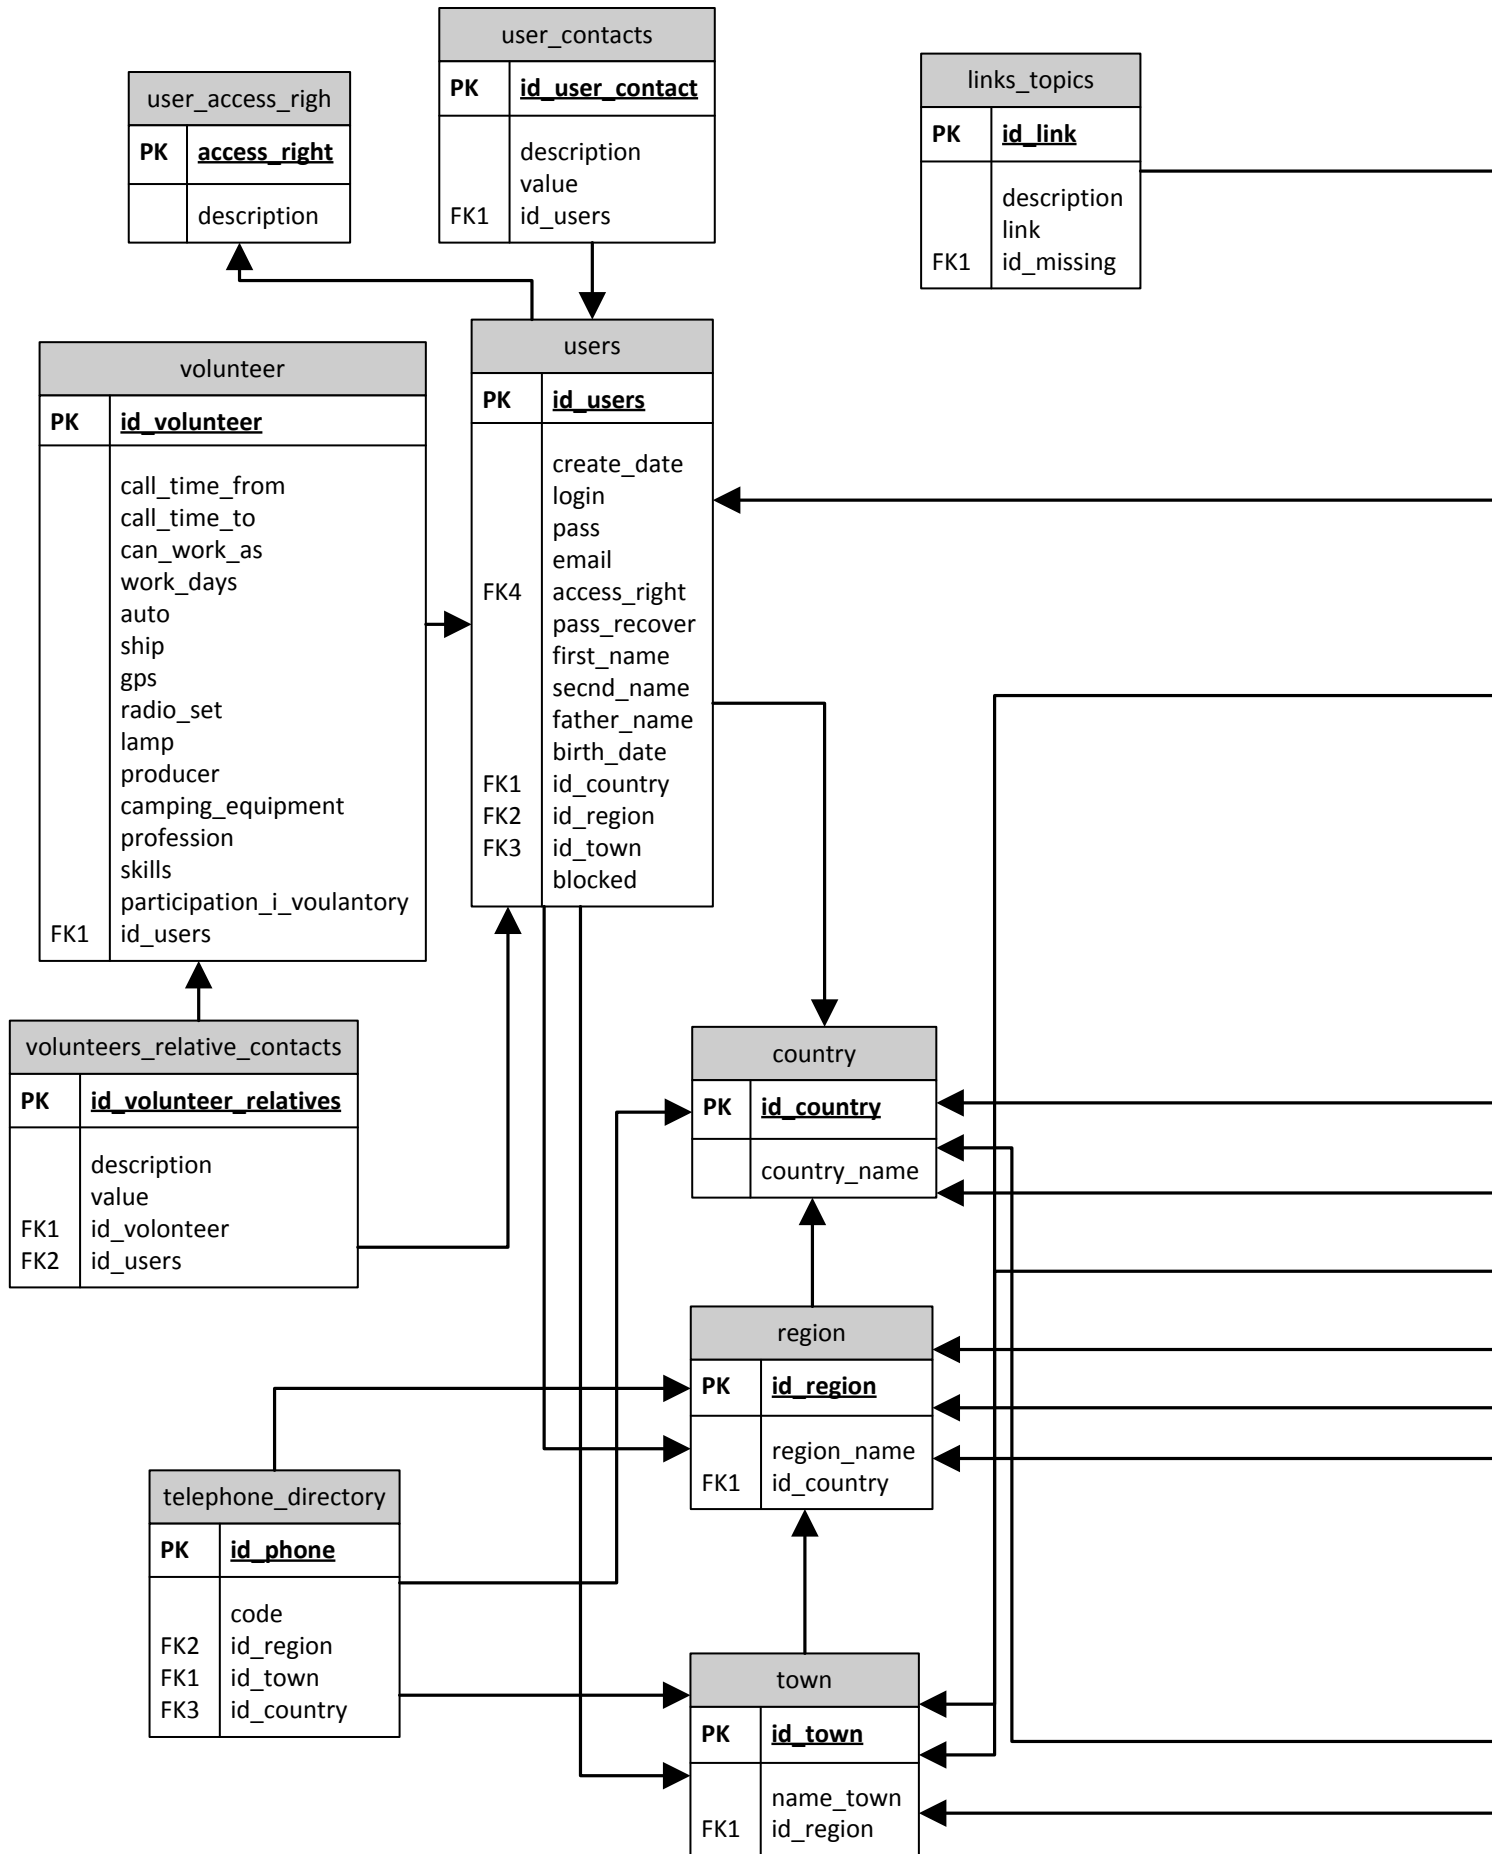 user_contacts
PK id_user_contact
description
value
FK1 id_users
user_access_righ
PK access_right
description
links_topics
PK id_link
description
link
FK1 id_missing
volunteer
PK id_volunteer
call_time_from
call_time_to
can_work_as
work_days
auto
ship
gps
radio_set
lamp
producer
camping_equipment
profession
skills
participation_i_voulantory
FK1 id_users
users
PK id_users
create_date
login
pass
email
FK4 access_right
pass_recover
first_name
secnd_name
father_name
birth_date
FK1 id_country
FK2 id_region
FK3 id_town
blocked
volunteers_relative_contacts
PK id_volunteer_relatives
description
value
FK1 id_volonteer
FK2 id_users
country
PK id_country
country_name
region
PK id_region
region_name
FK1 id_country
telephone_directory
PK id_phone
code
FK2 id_region
FK1 id_town
FK3 id_country
town
PK id_town
name_town
FK1 id_region